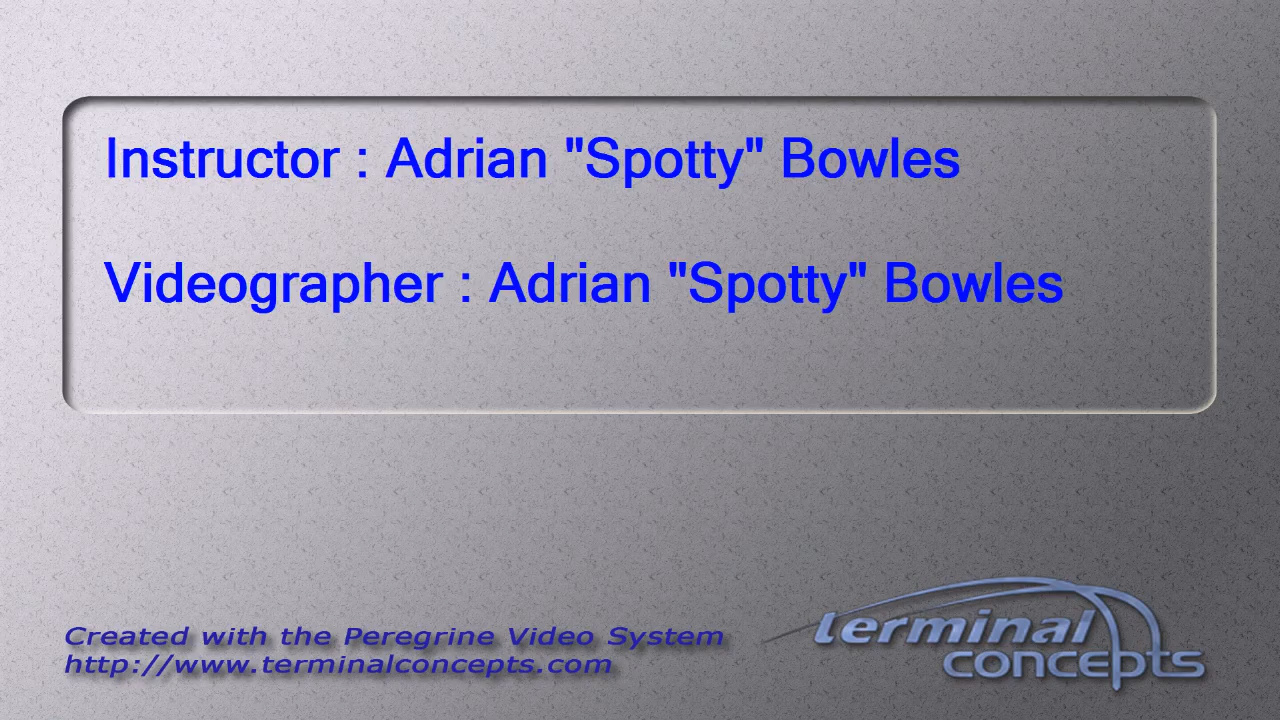 Instructor : Adrian "Spotty" Bowles
Videographer : Adrian "Spotty" Bowles
Created with the Peregrine Video System
http://www.terminalconcepts.com
terminal
concepts